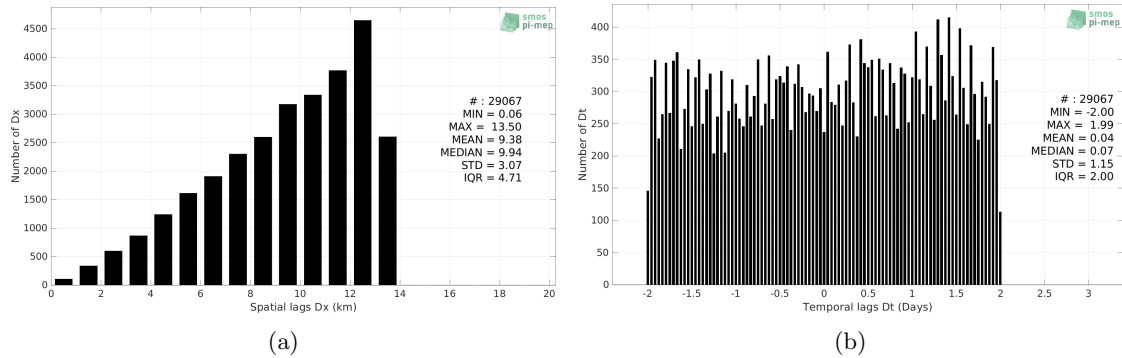 smos
pi-mep
4500
4000
3500
3000
2500
2000
1500
1000
500
0
Number of Dx
# : 29067
MIN = 0.06
MAX = 13.50
MEAN = 9.38
MEDIAN = 9.94
STD = 3.07
IQR = 4.71
0 2 4 6 8 10 12 14 16 18 20
Spatial lags Dx (km)
(a)
smos
pi-mep
400
350
300
250
200
150
100
50
0
Number of Dt
# : 29067
MIN = -2.00
MAX = 1.99
MEAN = 0.04
MEDIAN = 0.07
STD = 1.15
IQR = 2.00
-2 -1.5 -1 -0.5 0 0.5 1 1.5 2 2.5 3
Temporal lags Dt (Days)
(b)